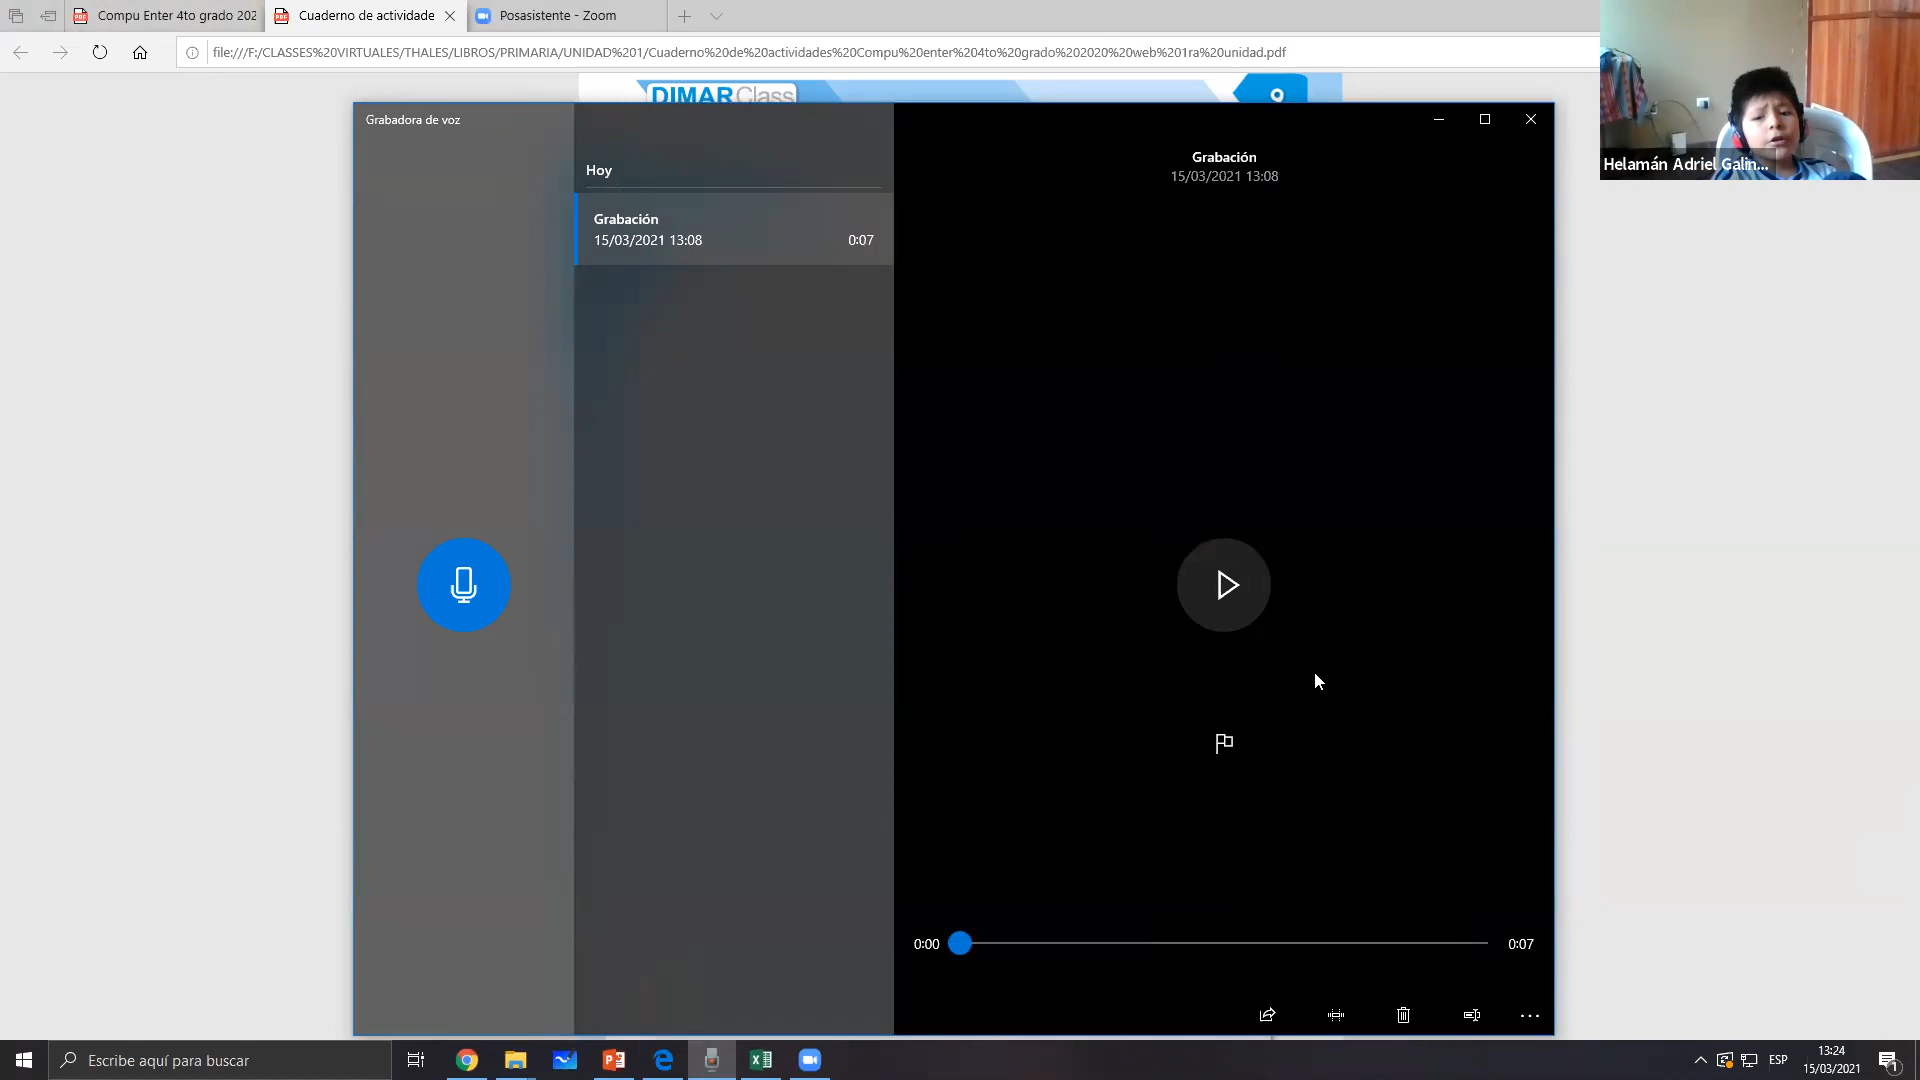 Compu Enter 4to grado 202
Cuaderno de actividade
Posasistente - Zoom
file:///F:/CLASSES%20VIRTUALES/THALES/LIBROS/PRIMARIA/UNIDAD%201/Cuaderno%20de%20actividades%20Compu%20enter%204to%20grado%202020%20web%201ra%20unidad.pdf
DIMARClass
9
Helamán Adriel Galin...
Grabadora de voz
Hoy
Grabación
15/03/2021 13:08
0:07
Grabación
15/03/2021 13:08
0:00
0:07
Escribe aquí para buscar
ESP
13:24
15/03/2021
1